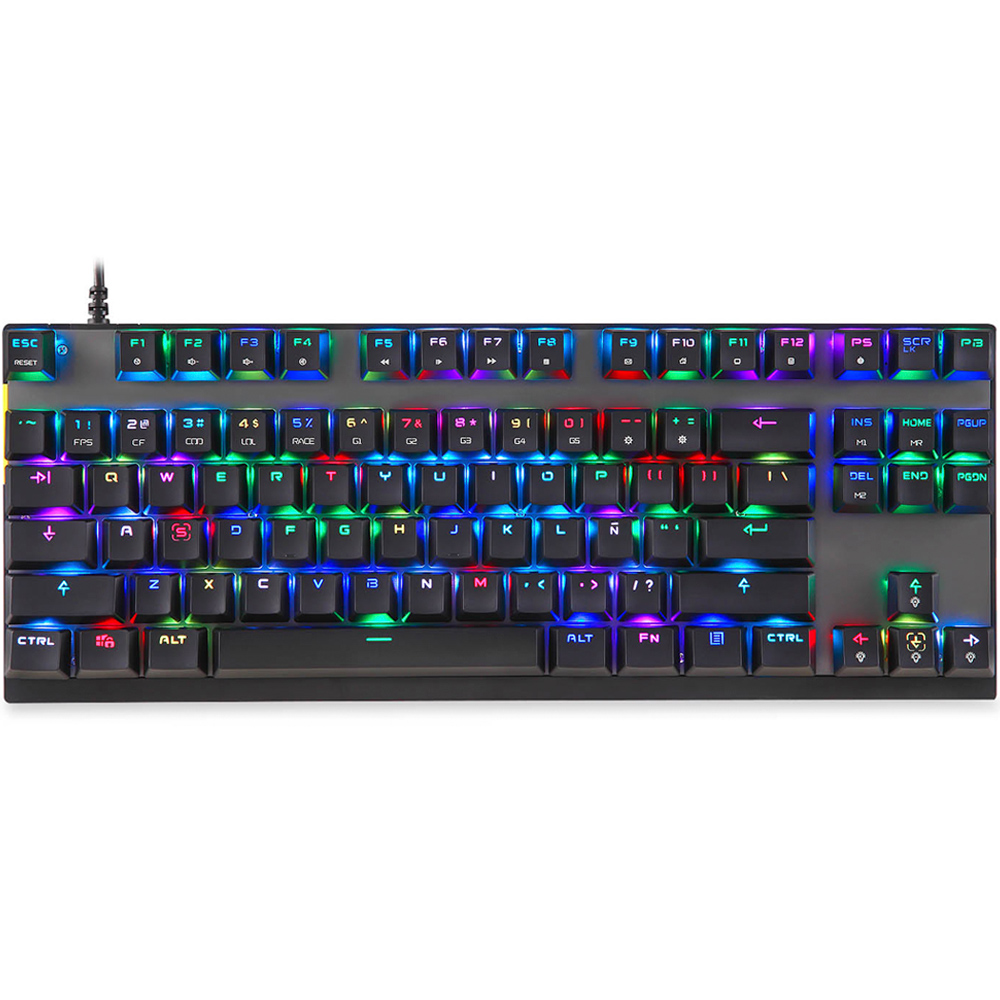 ESC F1 F2 F3 F4 F5 F6 F7 F8 F9 F10 F11 F12 PS SCR PB
RESET LK
`~ 1! 2@ 3# 4$ 5% 6^ 7& 8* 9( 0) -- += INS HOME PGUP
FPS CF COD LOL RACE G1 G2 G3 G4 G5 M1 MR
Q W E R T Y U I O P [{ ]} | \ DEL END PGDN
M2
A S D F G H J K L Ñ “ ‘
Z X C V B N M ,< .> /?
CTRL ALT ALT FN CTRL